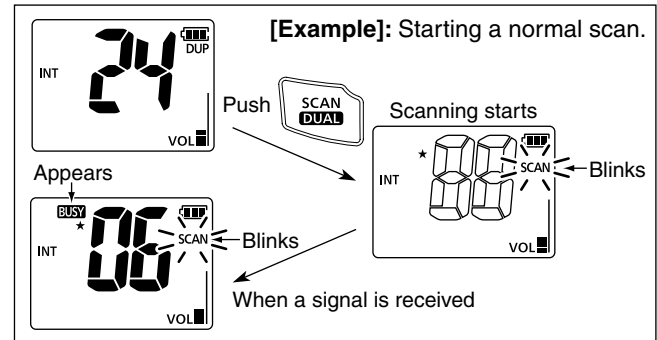 [Example]: Starting a normal scan.
24
DUP
INT
VOL
Push
SCAN
DUAL
Scanning starts
★
INT
88
SCAN
Blinks
VOL
Appears
BUSY
★
INT
06
SCAN
Blinks
VOL
When a signal is received